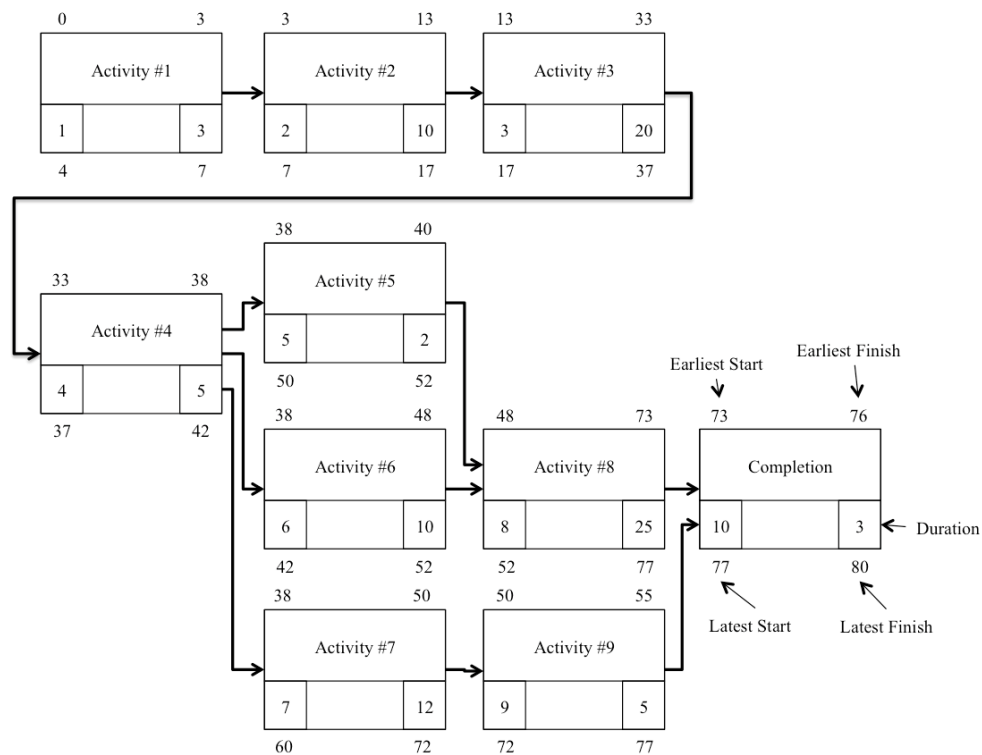 0 3 3 13 13 33
Activity #1 Activity #2 Activity #3
1 3 2 10 3 20
4 7 7 17 17 37
38 40
33 38 Activity #5
Activity #4 5 2
4 5 50 52
37 42
Earliest Start Earliest Finish
38 48 48 73 73 76
Activity #6 Activity #8 Completion
6 10 8 25 10 3 Duration
42 52 52 77 77 80
38 50 50 55 Latest Start Latest Finish
Activity #7 Activity #9
7 12 9 5
60 72 72 77